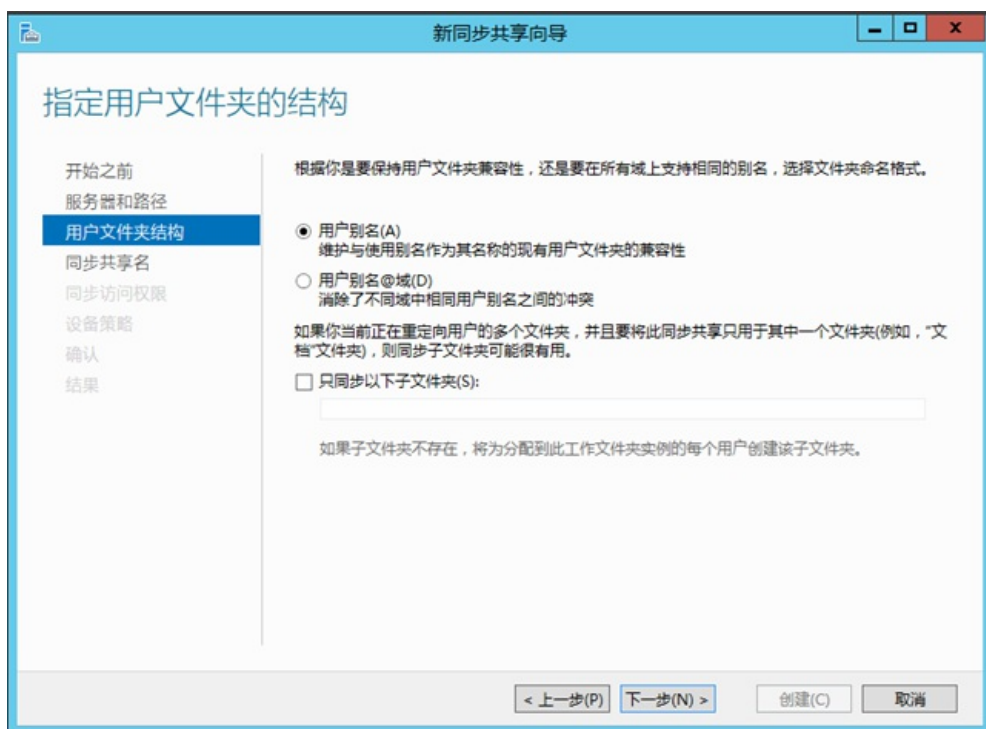 新同步共享向导
指定用户文件夹的结构
开始之前
服务器和路径
用户文件夹结构
同步共享名
同步访问权限
设备策略
确认
结果
根据你是要保持用户文件夹兼容性，还是要在所有域上支持相同的别名，选择文件夹命名格式。
用户别名(A)
维护与使用别名作为其名称的现有用户文件夹的兼容性
用户别名@域(D)
消除了不同域中相同用户别名之间的冲突
如果你当前正在重定向用户的多个文件夹，并且要将此同步共享只用于其中一个文件夹(例如，"文
档"文件夹)，则同步子文件夹可能很有用。
只同步以下子文件夹(S):
如果子文件夹不存在，将为分配到此工作文件夹实例的每个用户创建该子文件夹。
< 上一步(P) 下一步(N) > 创建(C) 取消